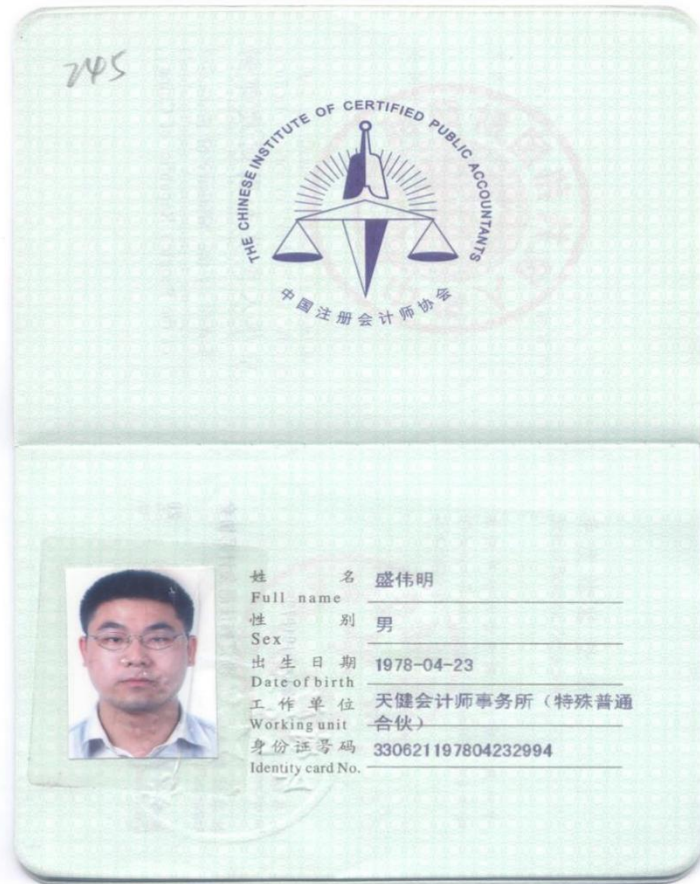 245
THE CHINESE INSTITUTE OF CERTIFIED PUBLIC ACCOUNTANTS
中国注册会计师协会
姓 名 盛伟明
Full name
性 别 男
Sex
出生日期 1978-04-23
Date of birth
工作单位 天健会计师事务所（特殊普通
Working unit 合伙）
身份证号码 330621197804232994
Identity card No.